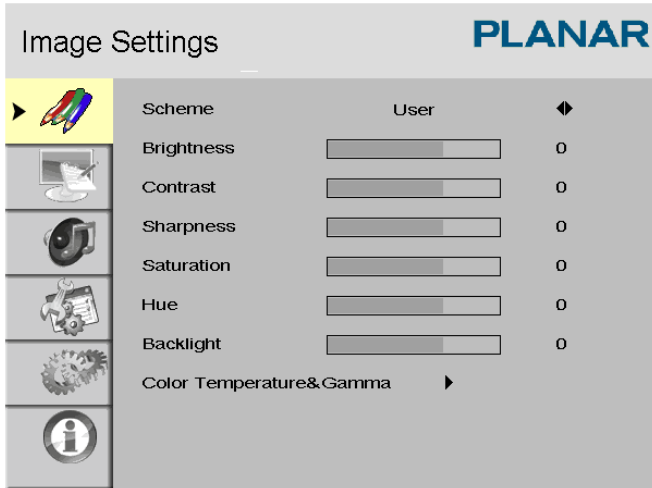 Image Settings PLANAR
Scheme User
Brightness 0
Contrast 0
Sharpness 0
Saturation 0
Hue 0
Backlight 0
Color Temperature&Gamma